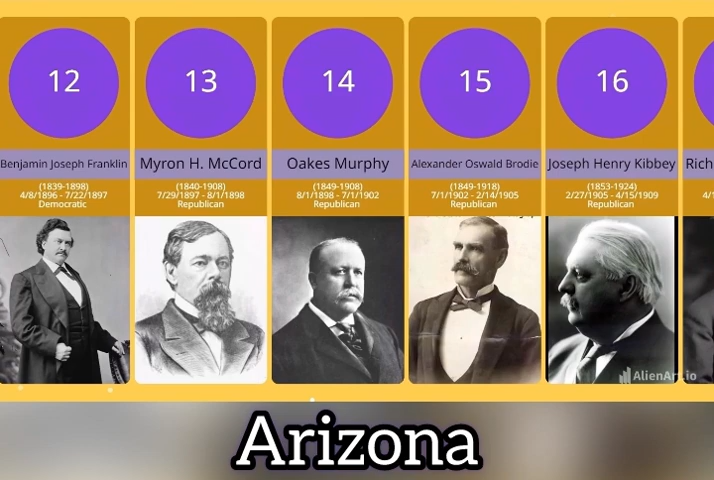 12
13
14
15
16
Benjamin Joseph Franklin
Myron H. McCord
Oakes Murphy
Alexander Oswald Brodie
Joseph Henry Kibbey
Rich
(1839-1898)
4/8/1896 - 7/22/1897
Democratic
(1840-1908)
7/29/1897 - 8/1/1898
Republican
(1849-1908)
8/1/1898 - 7/1/1902
Republican
(1849-1918)
7/1/1902 - 2/14/1905
Republican
(1853-1924)
2/27/1905 - 4/15/1909
Republican
AlienArt.io
Arizona